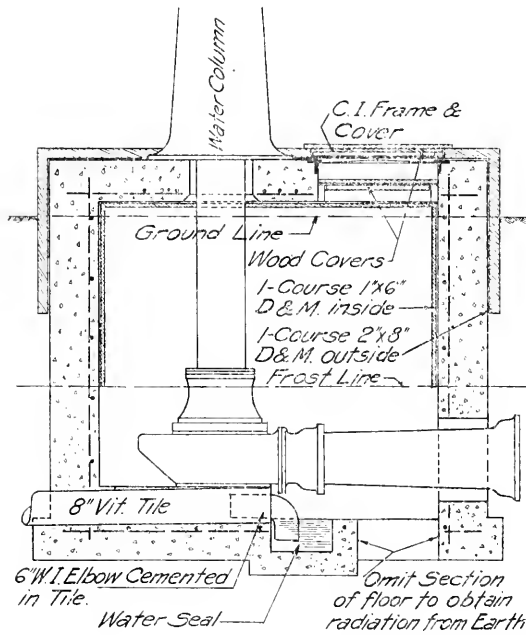 Water Column
C.I. Frame &
Cover
Ground Line
Wood Covers
1-Course 1"x6"
D & M. inside
1-Course 2"x8"
D & M. outside
Frost Line
8" Vit. Tile
6" W.I. Elbow Cemented
in Tile.
Water Seal
Omit Section
of floor to obtain
radiation from Earth